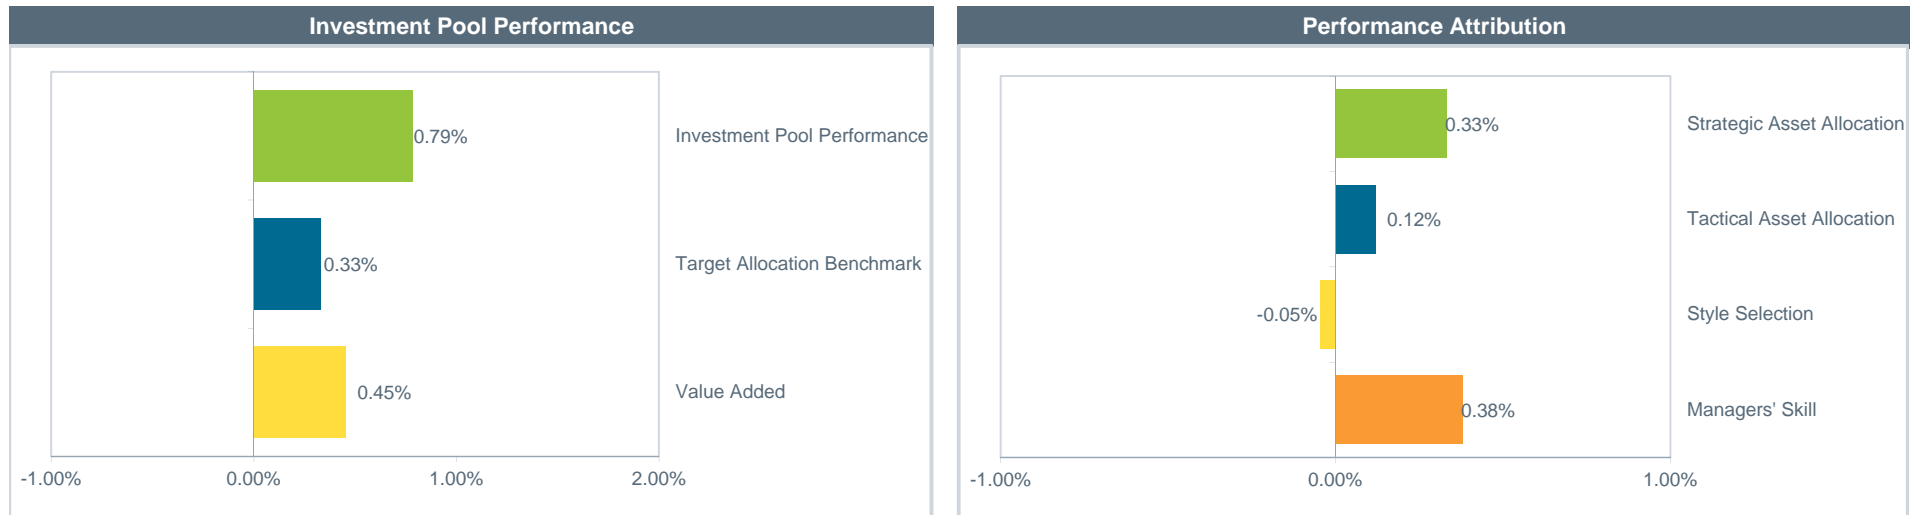 Investment Pool Performance
0.79%
Investment Pool Performance
0.33%
Target Allocation Benchmark
0.45%
Value Added
-1.00%
0.00%
1.00%
2.00%
Performance Attribution
0.33%
Strategic Asset Allocation
0.12%
Tactical Asset Allocation
-0.05%
Style Selection
0.38%
Managers' Skill
-1.00%
0.00%
1.00%